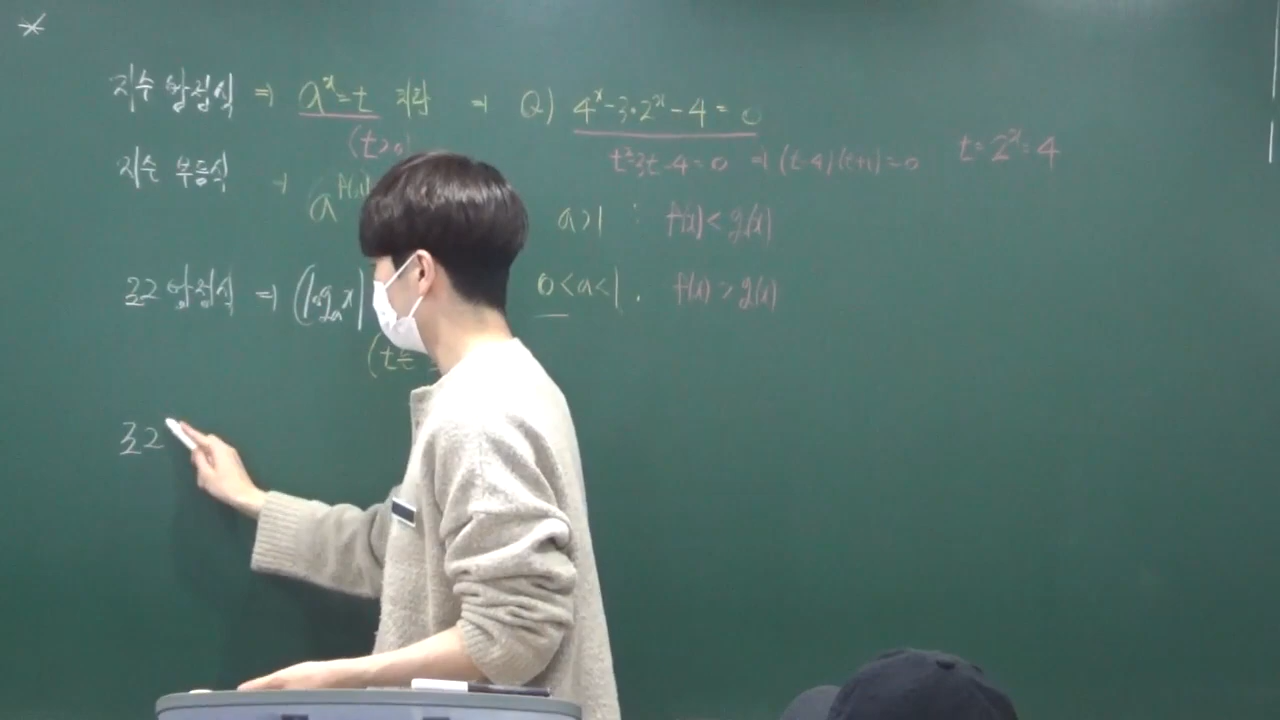 지수 방정식 ⇒ a^x=t 치환 ⇒ Q) 4^x-3·2^x-4=0
(t>0)
t²-3t-4=0 ⇒ (t-4)(t+1)=0 t=2^x=4
지수 부등식 ⇒ a^f(x) a>1 : f(x)<g(x)
로그 방정식 ⇒ (log_a x) 0<a<1, f(x)>g(x)
(t는
로그